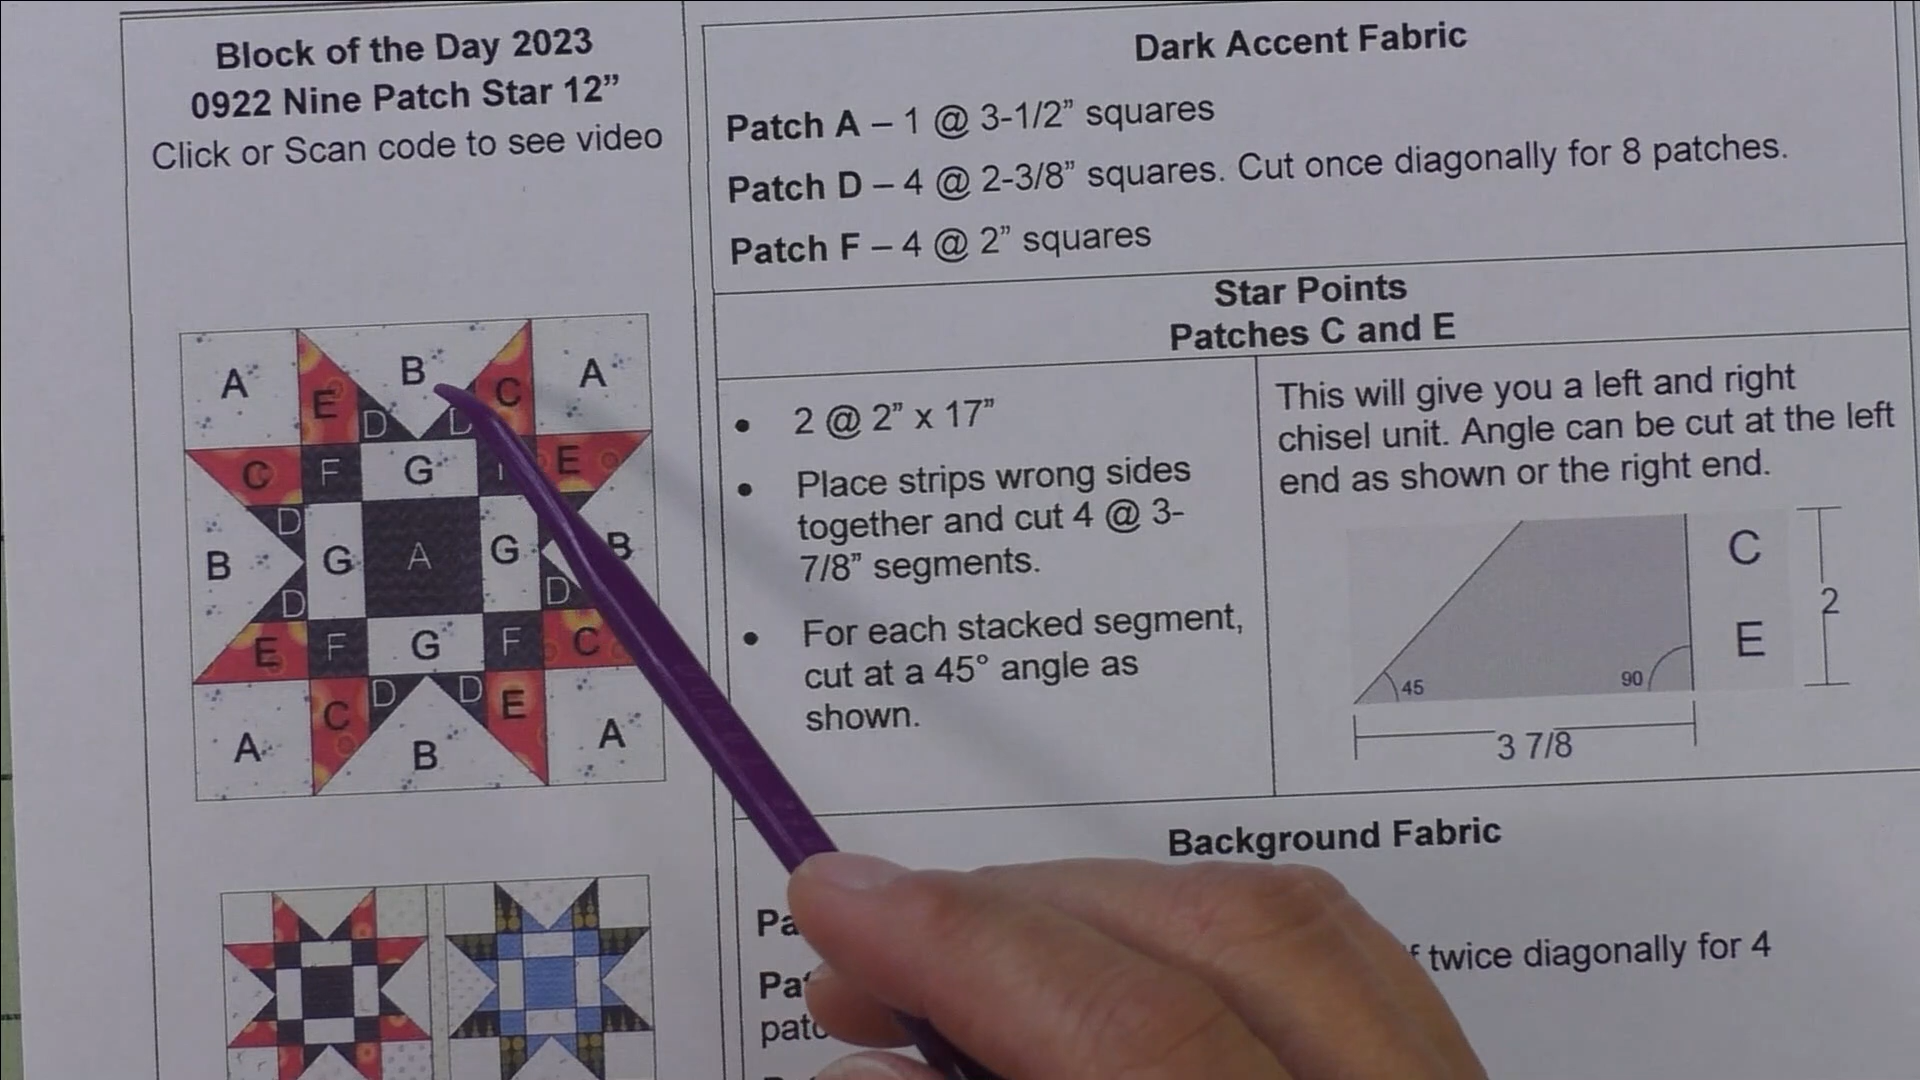 Block of the Day 2023
0922 Nine Patch Star 12”
Click or Scan code to see video
A
B
A
E
C
D
D
C
F
G
E
D
B
G
A
G
B
D
D
E
F
G
F
C
D
D
C
E
A
B
A
Dark Accent Fabric
Patch A – 1 @ 3-1/2” squares
Patch D – 4 @ 2-3/8” squares. Cut once diagonally for 8 patches.
Patch F – 4 @ 2” squares
Star Points
Patches C and E
• 2 @ 2” x 17”
• Place strips wrong sides
together and cut 4 @ 3-
7/8” segments.
• For each stacked segment,
cut at a 45° angle as
shown.
This will give you a left and right
chisel unit. Angle can be cut at the left
end as shown or the right end.
C
E
2
45
90
3 7/8
Background Fabric
twice diagonally for 4